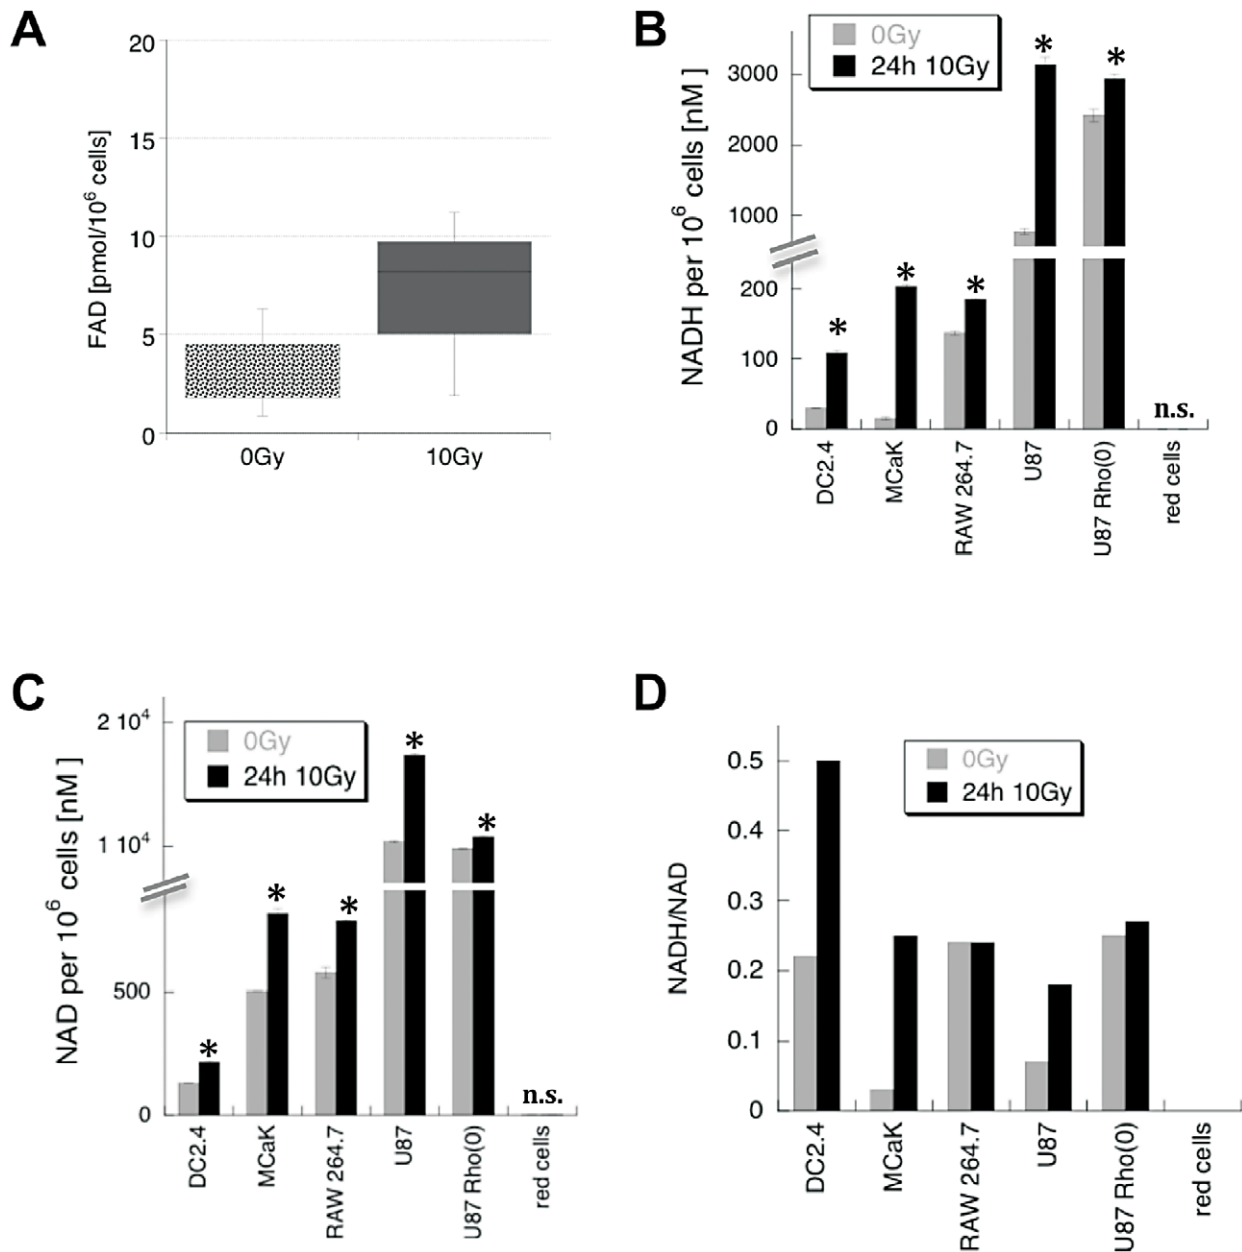 A
20
15
10
5
0
FAD [pmol/10⁶ cells]
0Gy
10Gy
B
0Gy
24h 10Gy
3000
2000
1000
200
100
0
NADH per 10⁶ cells [nM ]
*
*
*
*
*
n.s.
DC2.4
MCaK
RAW 264.7
U87
U87 Rho(0)
red cells
C
0Gy
24h 10Gy
2 10⁴
1 10⁴
500
0
NAD per 10⁶ cells [nM ]
*
*
*
*
*
n.s.
DC2.4
MCaK
RAW 264.7
U87
U87 Rho(0)
red cells
D
0Gy
24h 10Gy
0.5
0.4
0.3
0.2
0.1
0
NADH/NAD
DC2.4
MCaK
RAW 264.7
U87
U87 Rho(0)
red cells